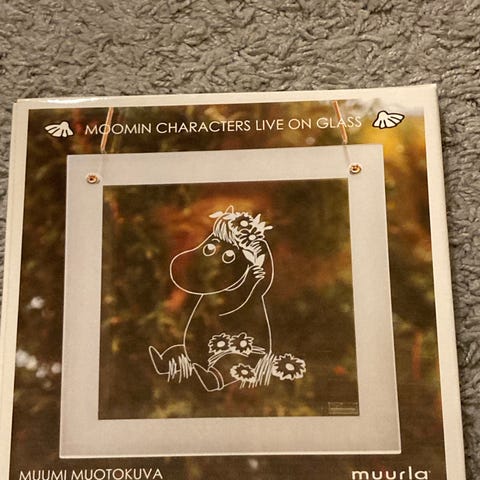 MOOMIN CHARACTERS LIVE ON GLASS
MUUMI MUOTOKUVA
muurla